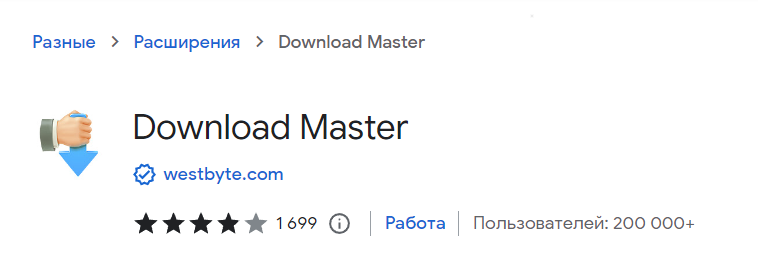 Разные > Расширения > Download Master
Download Master
westbyte.com
1 699 Работа Пользователей: 200 000+